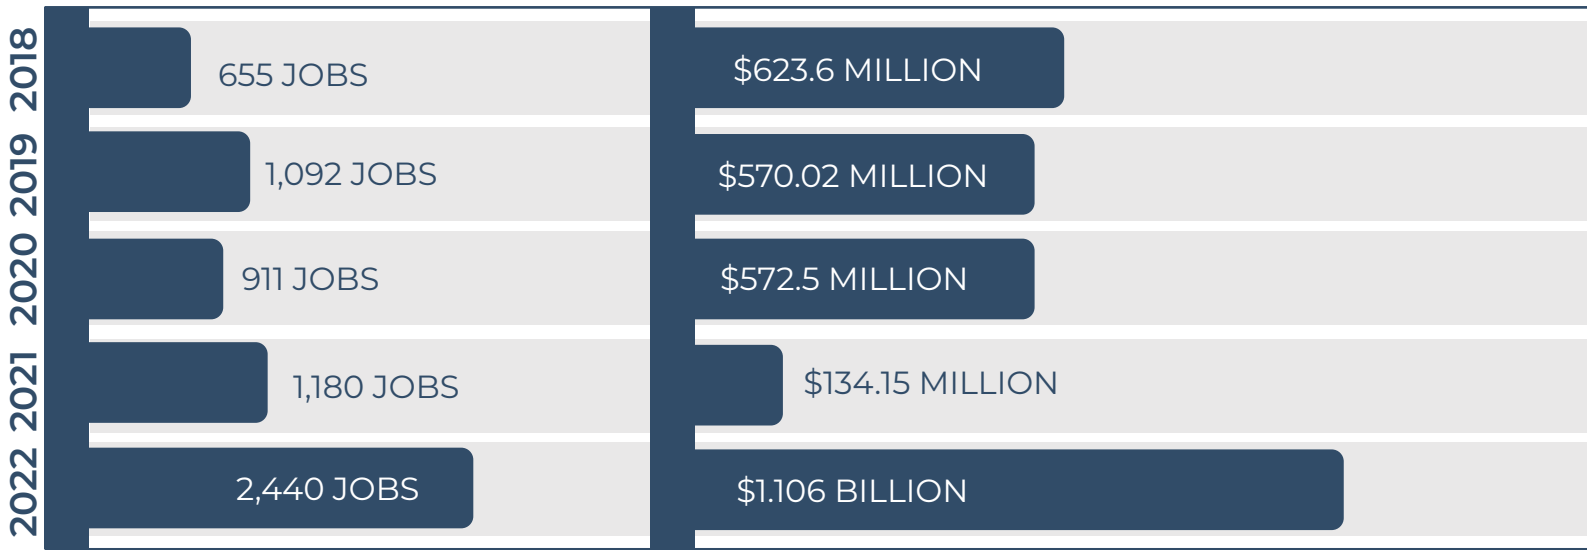 2018
655 JOBS
$623.6 MILLION
2019
1,092 JOBS
$570.02 MILLION
2020
911 JOBS
$572.5 MILLION
2021
1,180 JOBS
$134.15 MILLION
2022
2,440 JOBS
$1.106 BILLION